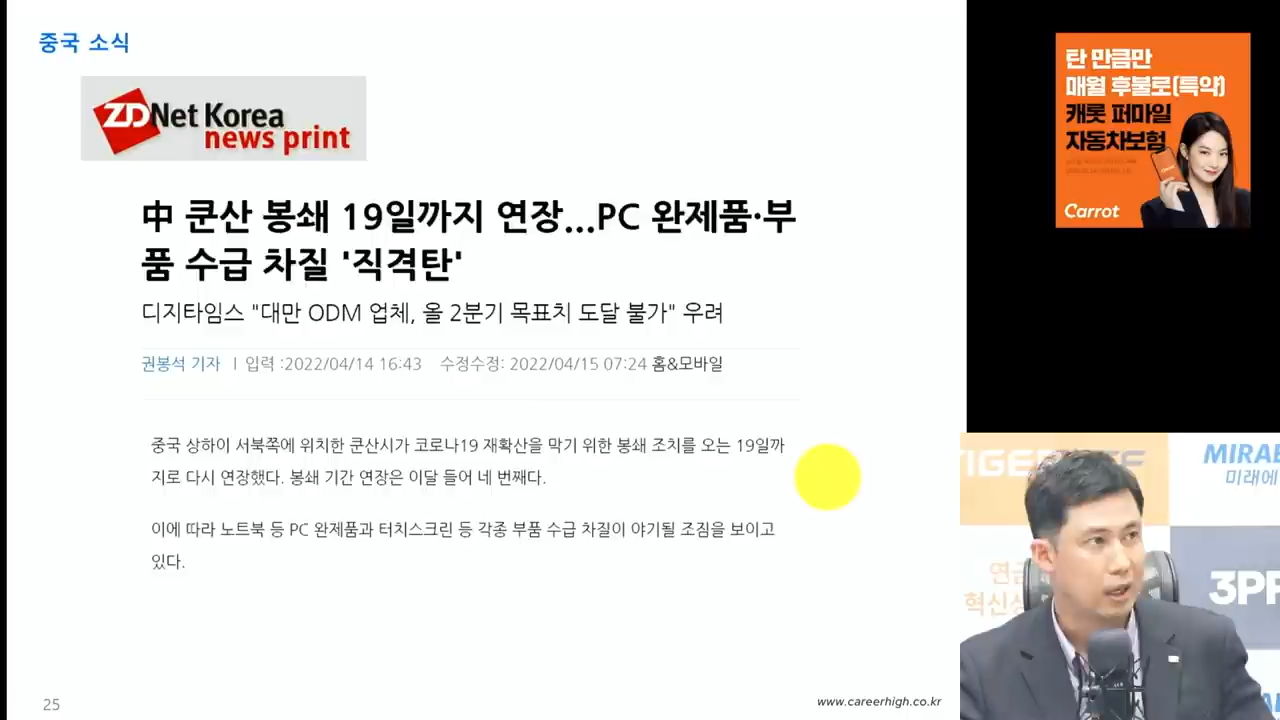 중국 소식
ZDNet Korea
news print
中 쿤산 봉쇄 19일까지 연장...PC 완제품·부
품 수급 차질 '직격탄'
디지타임스 "대만 ODM 업체, 올 2분기 목표치 도달 불가" 우려
권봉석 기자 | 입력 :2022/04/14 16:43 수정수정: 2022/04/15 07:24 홈&모바일
중국 상하이 서북쪽에 위치한 쿤산시가 코로나19 재확산을 막기 위한 봉쇄 조치를 오는 19일까
지로 다시 연장했다. 봉쇄 기간 연장은 이달 들어 네 번째다.
이에 따라 노트북 등 PC 완제품과 터치스크린 등 각종 부품 수급 차질이 야기될 조짐을 보이고
있다.
25
www.careerhigh.co.kr
탄 만큼만
매월 후불로(특약)
캐롯 퍼마일
자동차보험
Carrot
TIGER
MIRAE
미래에
연금
혁신상
3PR